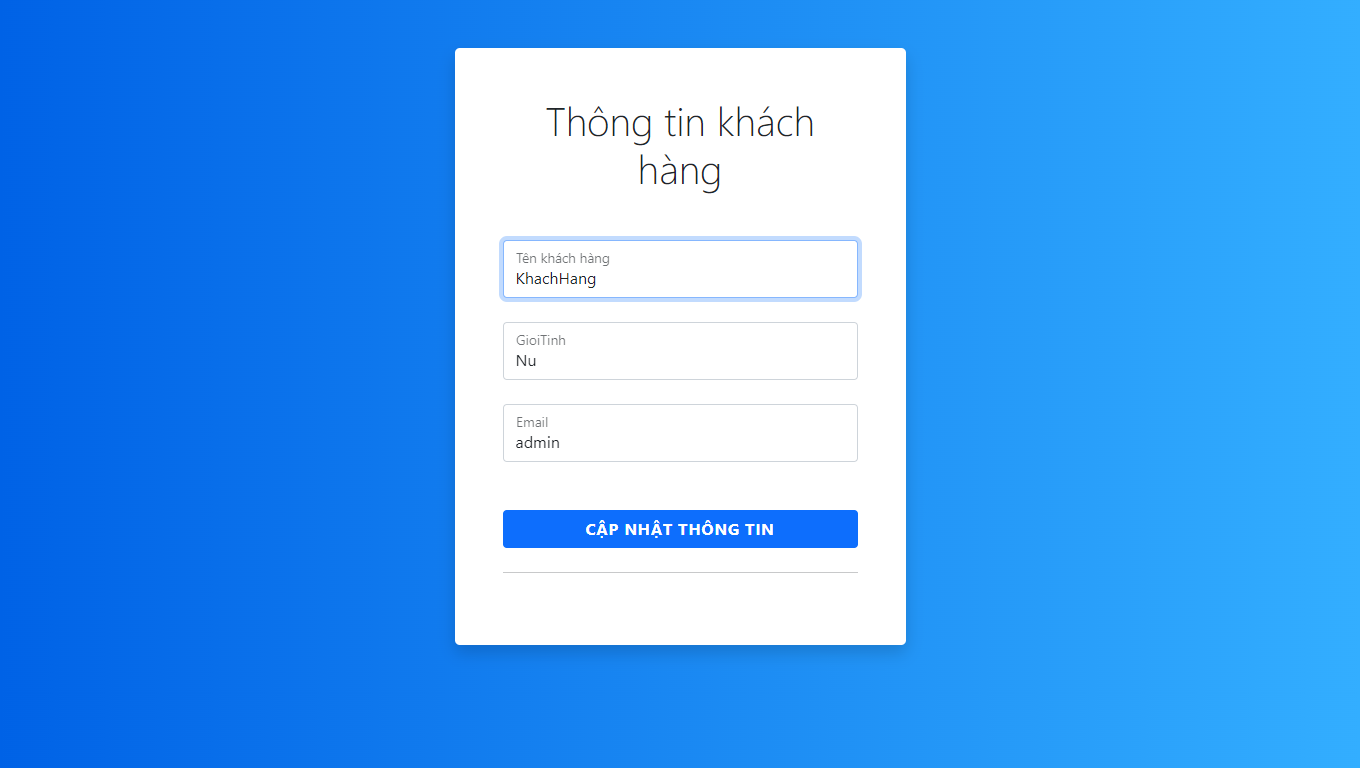 Thông tin khách
hàng
Tên khách hàng
KhachHang
GioiTinh
Nu
Email
admin
CẬP NHẬT THÔNG TIN